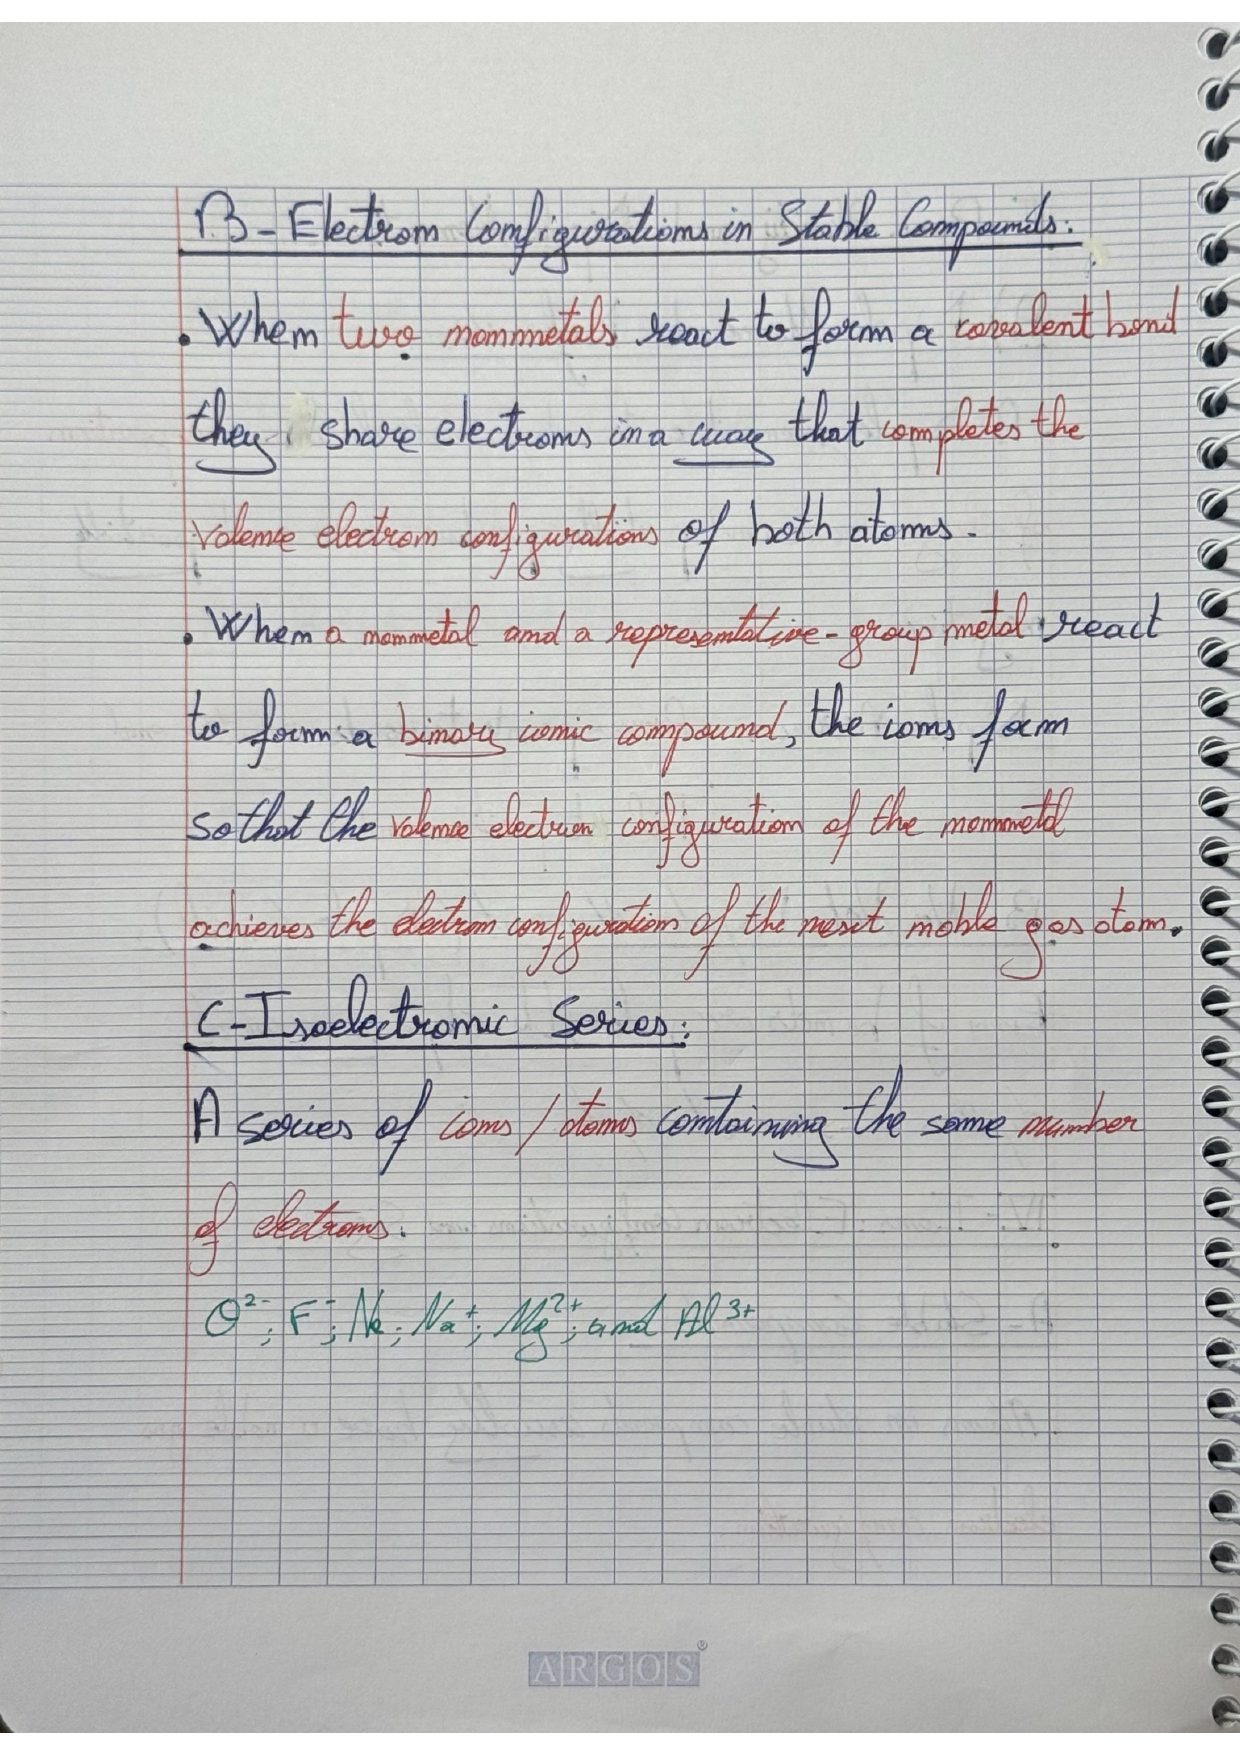 B-Electron Configurations in Stable Compounds:
. When two nonmetals react to form a covalent bond
they share electrons in a way that completes the
valence electron configurations of both atoms.
. When a nonmetal and a representative-group metal react
to form a binary ionic compound, the ions form
so that the valence electron configuration of the nonmetal
achieves the electron configuration of the next noble gas atom.
C-Isoelectronic Series:
A series of ions/atoms containing the same number
of electrons.
O²⁻; F⁻; Ne; Na⁺; Mg²⁺; and Al³⁺
ARGOS®